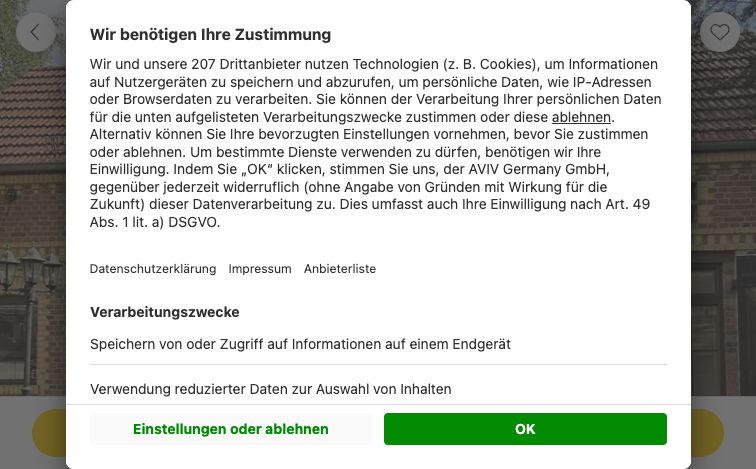 Wir benötigen Ihre Zustimmung
Wir und unsere 207 Drittanbieter nutzen Technologien (z. B. Cookies), um Informationen
auf Nutzergeräten zu speichern und abzurufen, um persönliche Daten, wie IP-Adressen
oder Browserdaten zu verarbeiten. Sie können der Verarbeitung Ihrer persönlichen Daten
für die unten aufgelisteten Verarbeitungszwecke zustimmen oder diese ablehnen.
Alternativ können Sie Ihre bevorzugten Einstellungen vornehmen, bevor Sie zustimmen
oder ablehnen. Um bestimmte Dienste verwenden zu dürfen, benötigen wir Ihre
Einwilligung. Indem Sie „OK“ klicken, stimmen Sie uns, der AVIV Germany GmbH,
gegenüber jederzeit widerruflich (ohne Angabe von Gründen mit Wirkung für die
Zukunft) dieser Datenverarbeitung zu. Dies umfasst auch Ihre Einwilligung nach Art. 49
Abs. 1 lit. a) DSGVO.
Datenschutzerklärung Impressum Anbieterliste
Verarbeitungszwecke
Speichern von oder Zugriff auf Informationen auf einem Endgerät
Verwendung reduzierter Daten zur Auswahl von Inhalten
Einstellungen oder ablehnen OK